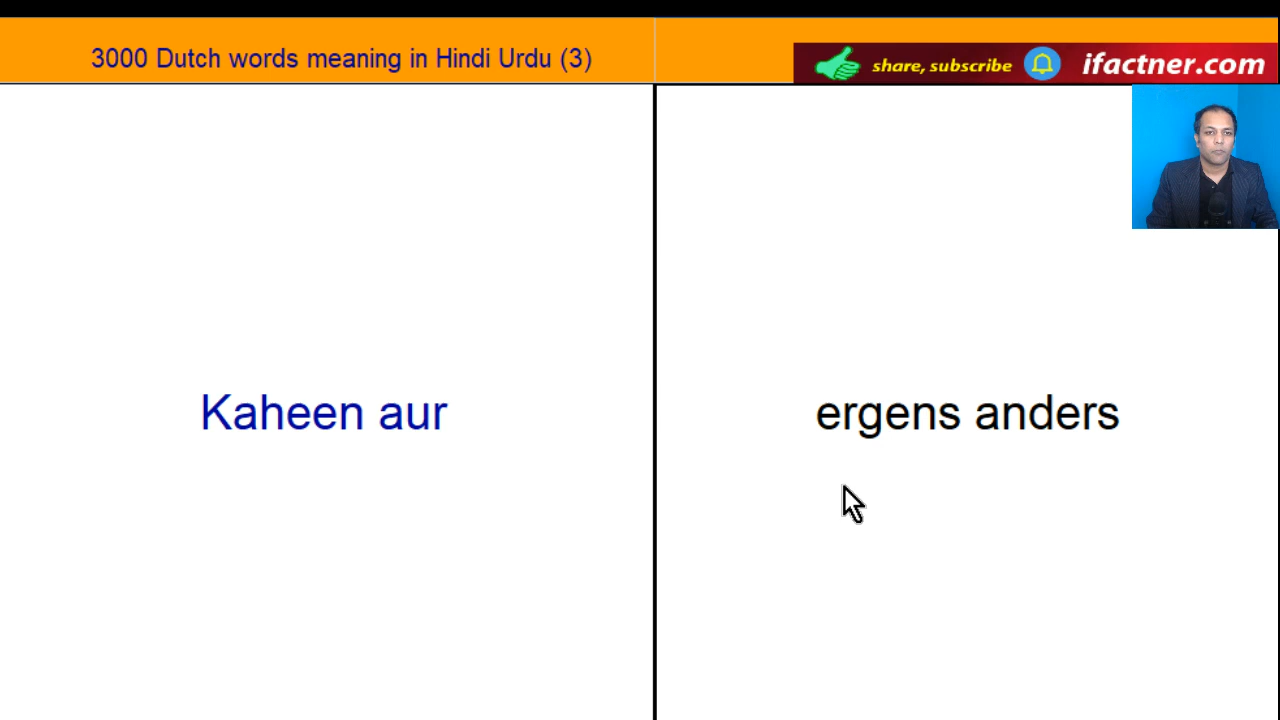 3000 Dutch words meaning in Hindi Urdu (3)
share, subscribe
ifactner.com
Kaheen aur
ergens anders